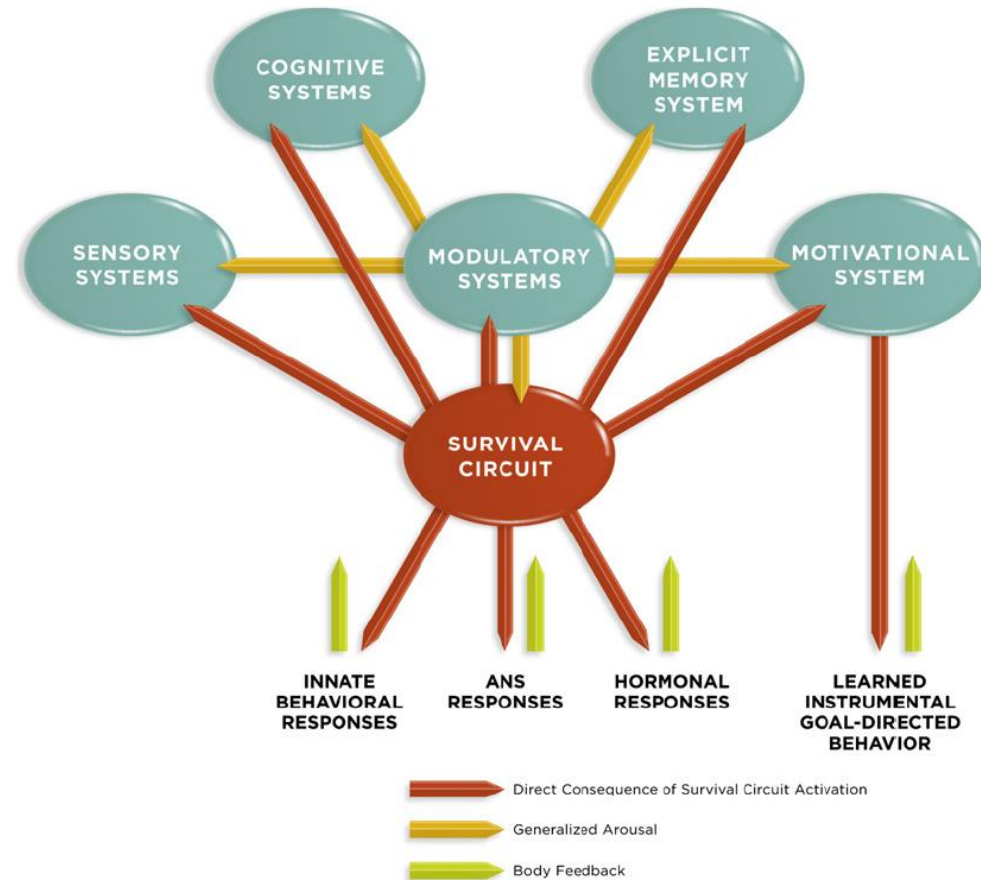 COGNITIVE
SYSTEMS
EXPLICIT
MEMORY
SYSTEM
SENSORY
SYSTEMS
MODULATORY
SYSTEMS
MOTIVATIONAL
SYSTEM
SURVIVAL
CIRCUIT
INNATE
BEHAVIORAL
RESPONSES
ANS
RESPONSES
HORMONAL
RESPONSES
LEARNED
INSTRUMENTAL
GOAL-DIRECTED
BEHAVIOR
Direct Consequence of Survival Circuit Activation
Generalized Arousal
Body Feedback